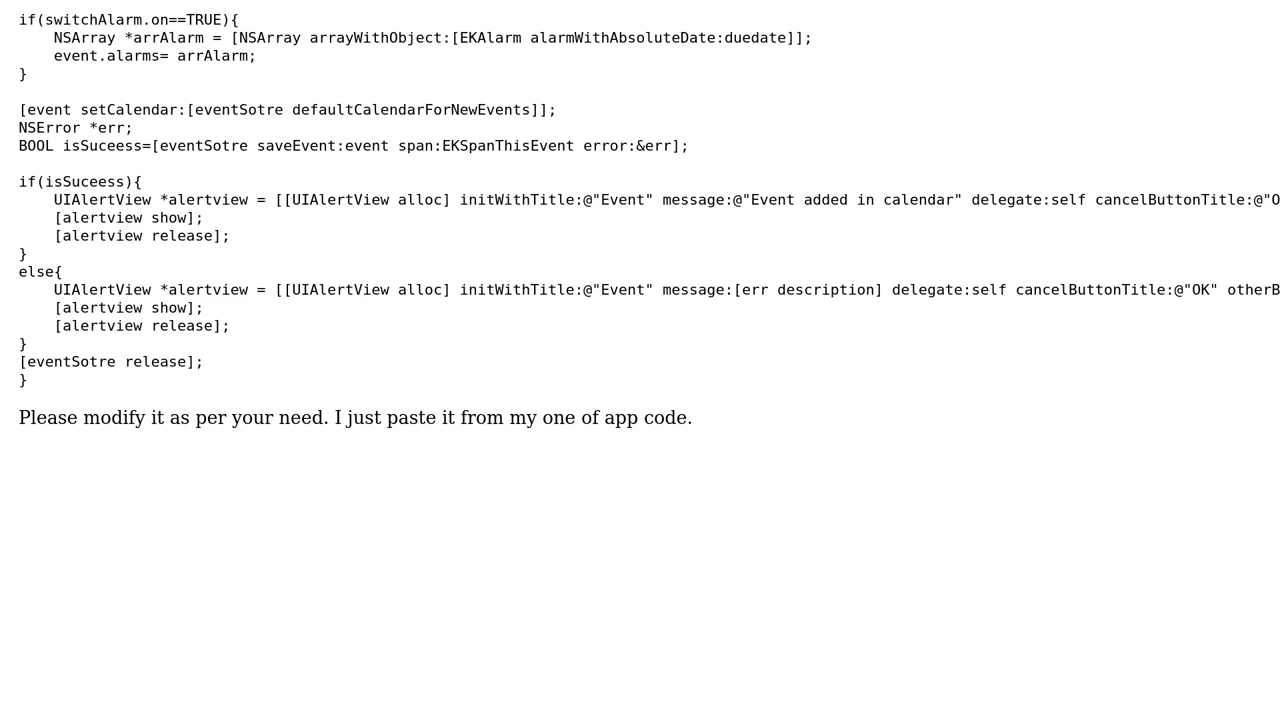 if(switchAlarm.on==TRUE){
    NSArray *arrAlarm = [NSArray arrayWithObject:[EKAlarm alarmWithAbsoluteDate:duedate]];
    event.alarms= arrAlarm;
}

[event setCalendar:[eventSotre defaultCalendarForNewEvents]];
NSError *err;
BOOL isSuceess=[eventSotre saveEvent:event span:EKSpanThisEvent error:&err];

if(isSuceess){
    UIAlertView *alertview = [[UIAlertView alloc] initWithTitle:@"Event" message:@"Event added in calendar" delegate:self cancelButtonTitle:@"O
    [alertview show];
    [alertview release];
}
else{
    UIAlertView *alertview = [[UIAlertView alloc] initWithTitle:@"Event" message:[err description] delegate:self cancelButtonTitle:@"OK" otherB
    [alertview show];
    [alertview release];
}
[eventSotre release];
}
Please modify it as per your need. I just paste it from my one of app code.